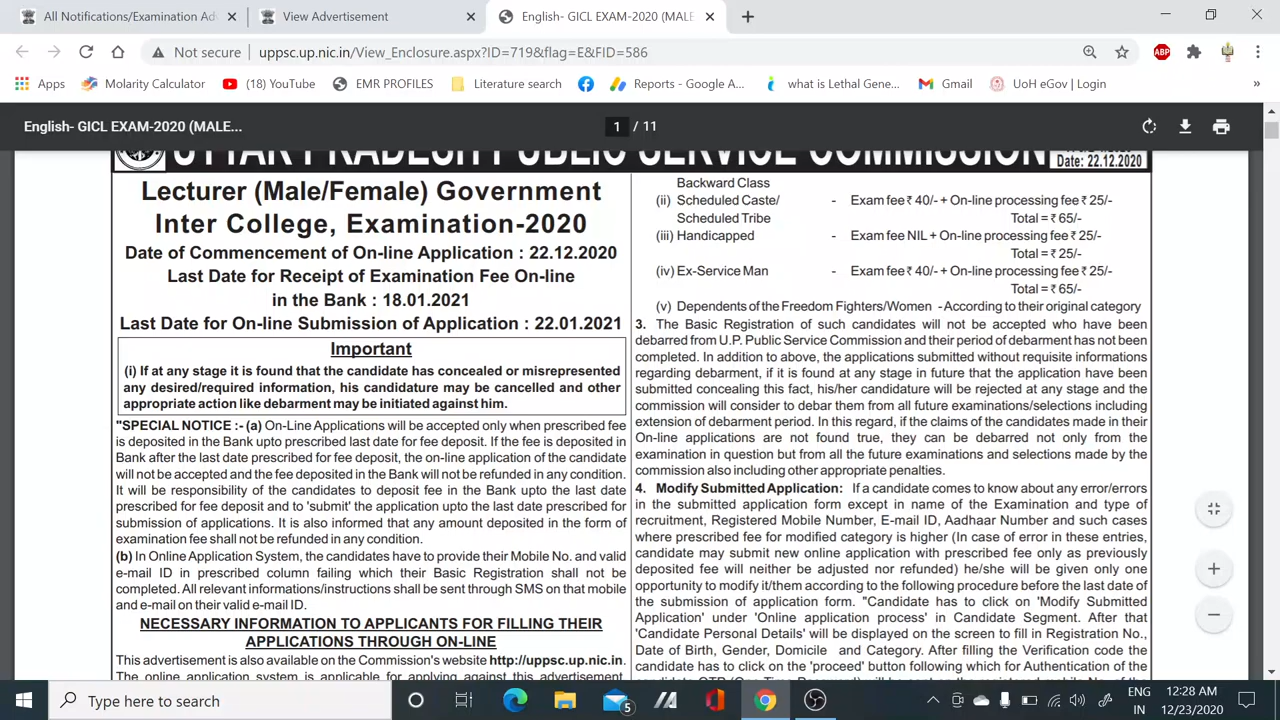 All Notifications/Examination Ad
View Advertisement
English- GICL EXAM-2020 (MALE
Not secure
uppsc.up.nic.in/View_Enclosure.aspx?ID=719&flag=E&FID=586
ABP
Apps
Molarity Calculator
(18) YouTube
EMR PROFILES
Literature search
Reports - Google A...
what is Lethal Gene...
Gmail
UoH eGov | Login
»
English- GICL EXAM-2020 (MALE...
1 / 11
UTTAR PRADESH PUBLIC SERVICE COMMISSION
Date: 22.12.2020
Lecturer (Male/Female) Government
Inter College, Examination-2020
Date of Commencement of On-line Application : 22.12.2020
Last Date for Receipt of Examination Fee On-line
in the Bank : 18.01.2021
Last Date for On-line Submission of Application : 22.01.2021
Important
(i) If at any stage it is found that the candidate has concealed or misrepresented
any desired/required information, his candidature may be cancelled and other
appropriate action like debarment may be initiated against him.
"SPECIAL NOTICE :- (a) On-Line Applications will be accepted only when prescribed fee
is deposited in the Bank upto prescribed last date for fee deposit. If the fee is deposited in
Bank after the last date prescribed for fee deposit, the on-line application of the candidate
will not be accepted and the fee deposited in the Bank will not be refunded in any condition.
It will be responsibility of the candidates to deposit fee in the Bank upto the last date
prescribed for fee deposit and to 'submit' the application upto the last date prescribed for
submission of applications. It is also informed that any amount deposited in the form of
examination fee shall not be refunded in any condition.
(b) In Online Application System, the candidates have to provide their Mobile No. and valid
e-mail ID in prescribed column failing which their Basic Registration shall not be
completed. All relevant informations/instructions shall be sent through SMS on that mobile
and e-mail on their valid e-mail ID.
NECESSARY INFORMATION TO APPLICANTS FOR FILLING THEIR
APPLICATIONS THROUGH ON-LINE
This advertisement is also available on the Commission's website http://uppsc.up.nic.in.
The online application system is applicable for applying against this advertisement
Backward Class
(ii) Scheduled Caste/ - Exam fee ₹ 40/- + On-line processing fee ₹ 25/-
Scheduled Tribe Total = ₹ 65/-
(iii) Handicapped - Exam fee NIL + On-line processing fee ₹ 25/-
Total = ₹ 25/-
(iv) Ex-Service Man - Exam fee ₹ 40/- + On-line processing fee ₹ 25/-
Total = ₹ 65/-
(v) Dependents of the Freedom Fighters/Women - According to their original category
3. The Basic Registration of such candidates will not be accepted who have been
debarred from U.P. Public Service Commission and their period of debarment has not been
completed. In addition to above, the applications submitted without requisite informations
regarding debarment, if it is found at any stage in future that the application have been
submitted concealing this fact, his/her candidature will be rejected at any stage and the
commission will consider to debar them from all future examinations/selections including
extension of debarment period. In this regard, if the claims of the candidates made in their
On-line applications are not found true, they can be debarred not only from the
examination in question but from all the future examinations and selections made by the
commission also including other appropriate penalties.
4. Modify Submitted Application: If a candidate comes to know about any error/errors
in the submitted application form except in name of the Examination and type of
recruitment, Registered Mobile Number, E-mail ID, Aadhaar Number and such cases
where prescribed fee for modified category is higher (In case of error in these entries,
candidate may submit new online application with prescribed fee only as previously
deposited fee will neither be adjusted nor refunded) he/she will be given only one
opportunity to modify it/them according to the following procedure before the last date of
the submission of application form. "Candidate has to click on 'Modify Submitted
Application' under 'Online application process' in Candidate Segment. After that
'Candidate Personal Details' will be displayed on the screen to fill in Registration No.,
Date of Birth, Gender, Domicile and Category. After filling the Verification code the
candidate has to click on the 'proceed' button following which for Authentication of the
Type here to search
5
ENG
IN
12:28 AM
12/23/2020